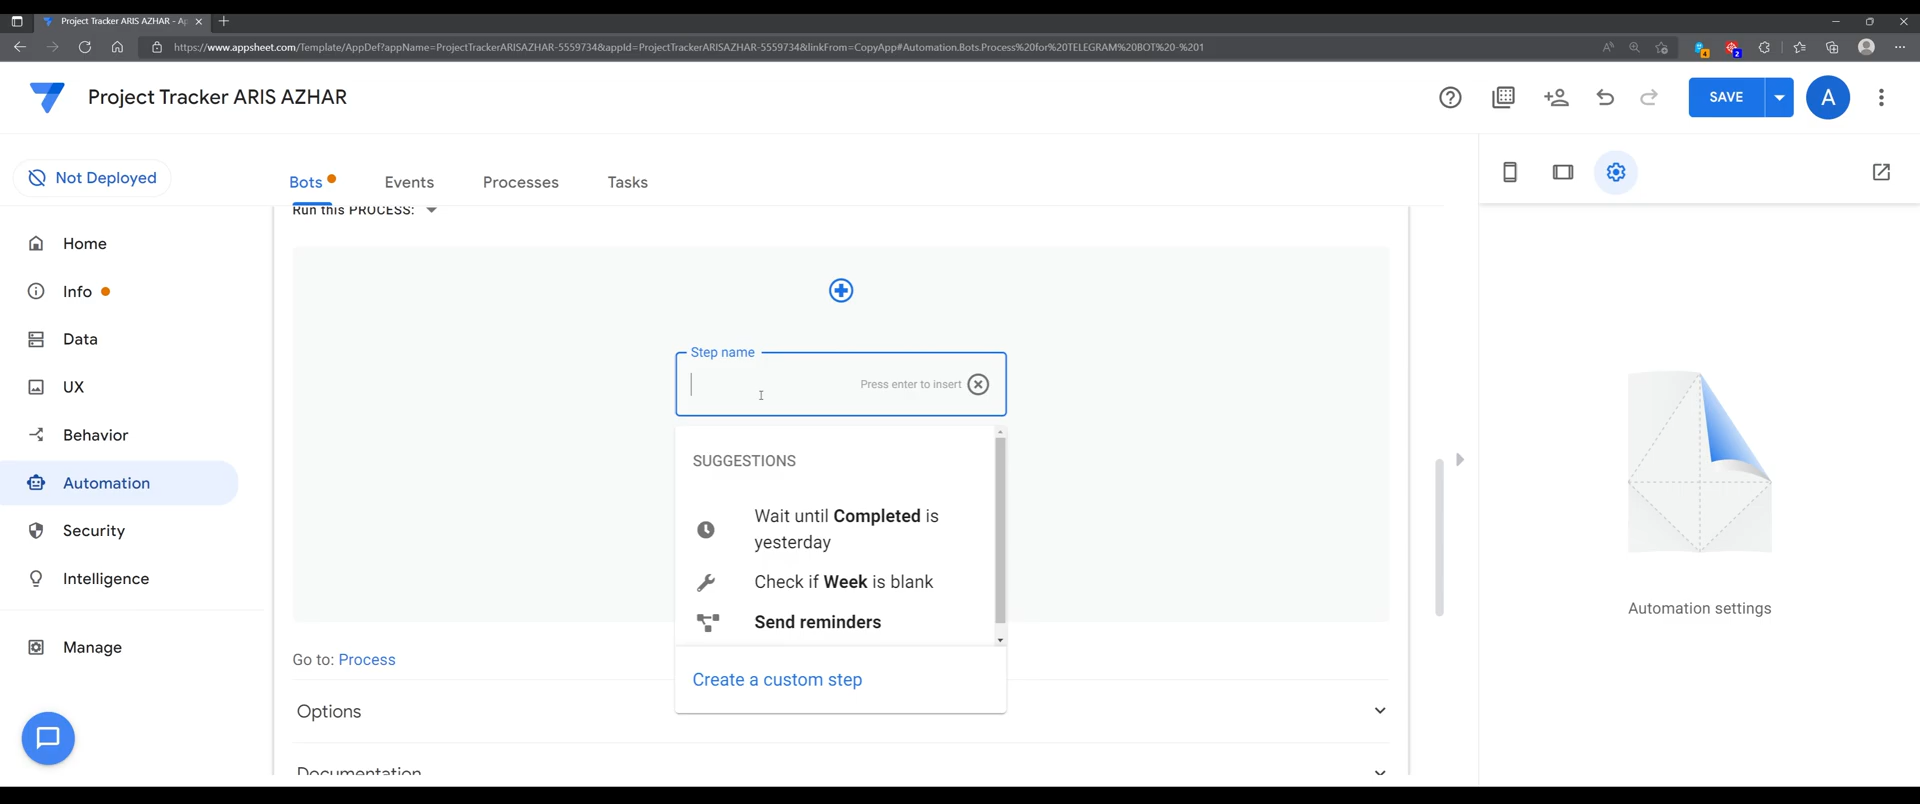 Project Tracker ARIS AZHAR - Ap
https://www.appsheet.com/Template/AppDef?appName=ProjectTrackerARISAZHAR-5559734&appId=ProjectTrackerARISAZHAR-5559734&linkFrom=CopyApp#Automation.Bots.Process%20for%20TELEGRAM%20BOT%20-%201
4
2
Project Tracker ARIS AZHAR
SAVE
A
Not Deployed
Bots
Events
Processes
Tasks
Run this PROCESS:
Home
Info
Data
UX
Behavior
Automation
Security
Intelligence
Manage
Step name
Press enter to insert
SUGGESTIONS
Wait until Completed is
yesterday
Check if Week is blank
Send reminders
Create a custom step
Go to: Process
Options
Documentation
Automation settings